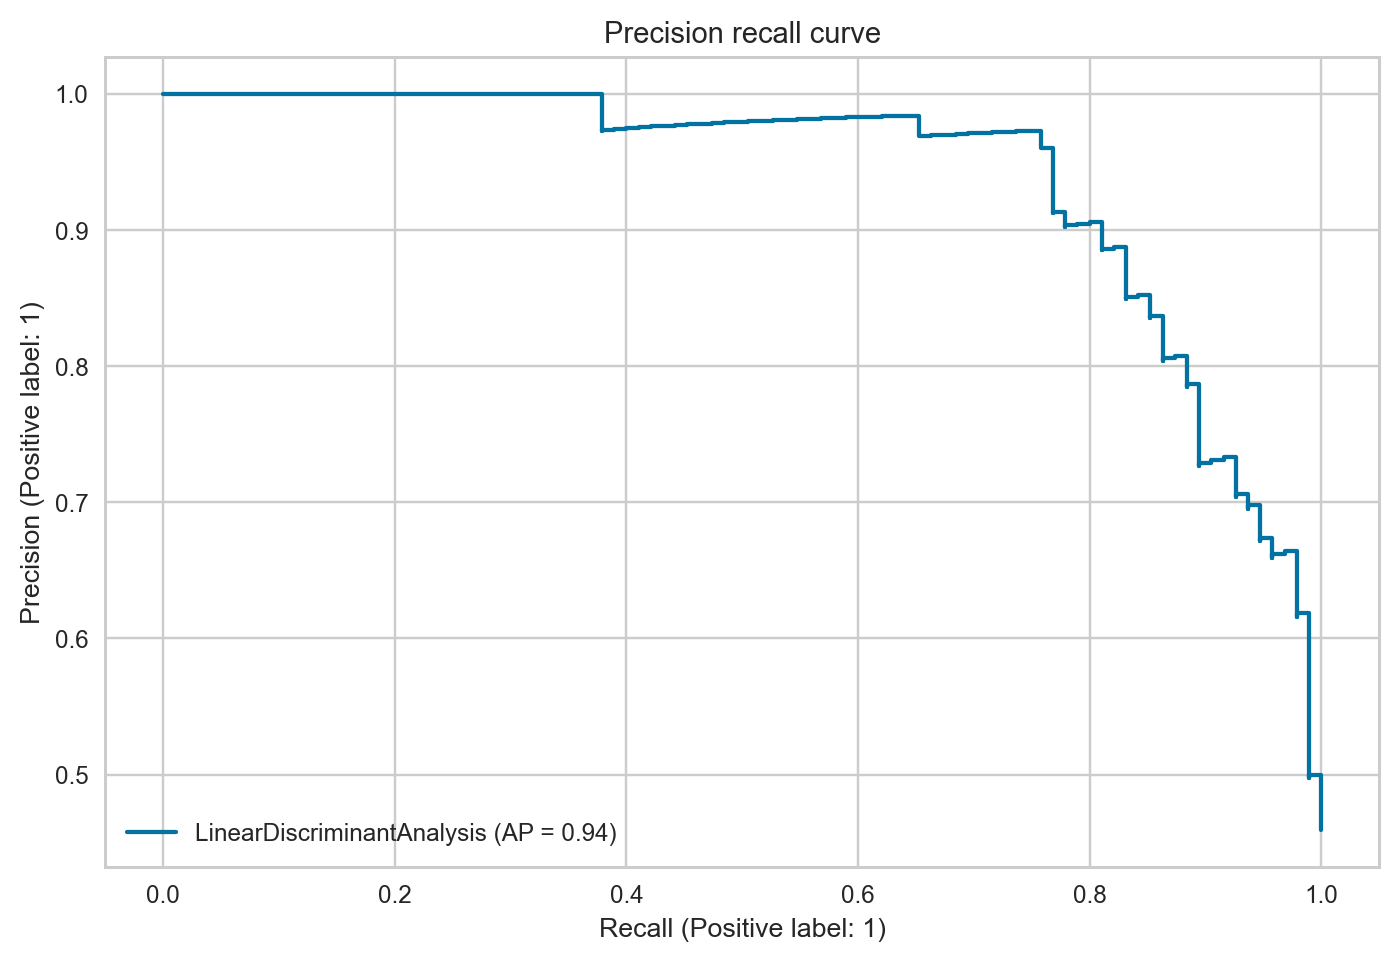 Precision recall curve
Precision (Positive label: 1)
1.0
0.9
0.8
0.7
0.6
0.5
LinearDiscriminantAnalysis (AP = 0.94)
0.0 0.2 0.4 0.6 0.8 1.0
Recall (Positive label: 1)